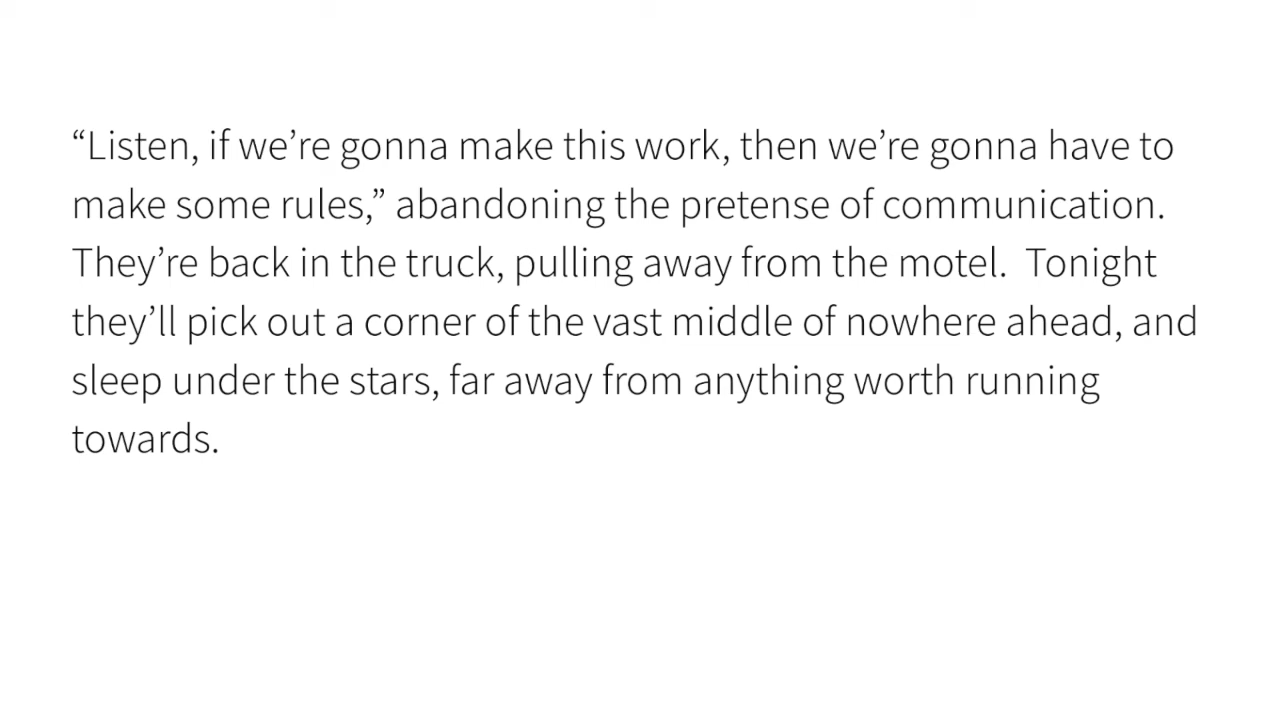 “Listen, if we’re gonna make this work, then we’re gonna have to
make some rules,” abandoning the pretense of communication.
They’re back in the truck, pulling away from the motel.  Tonight
they’ll pick out a corner of the vast middle of nowhere ahead, and
sleep under the stars, far away from anything worth running
towards.